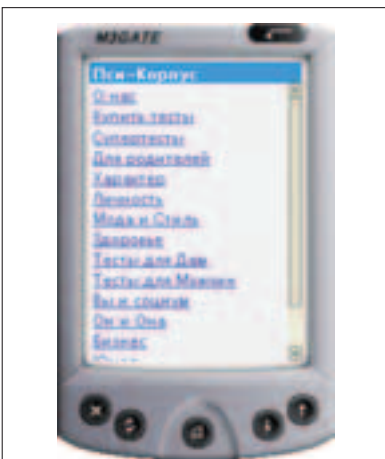 M3GATE
Пси-Корпус
О нас
Купить тесты
Супертесты
Для родителей
Характер
Личность
Мода и Стиль
Здоровье
Тесты для Дам
Тесты для Мужчин
Вы и социум
Он и Она
Бизнес